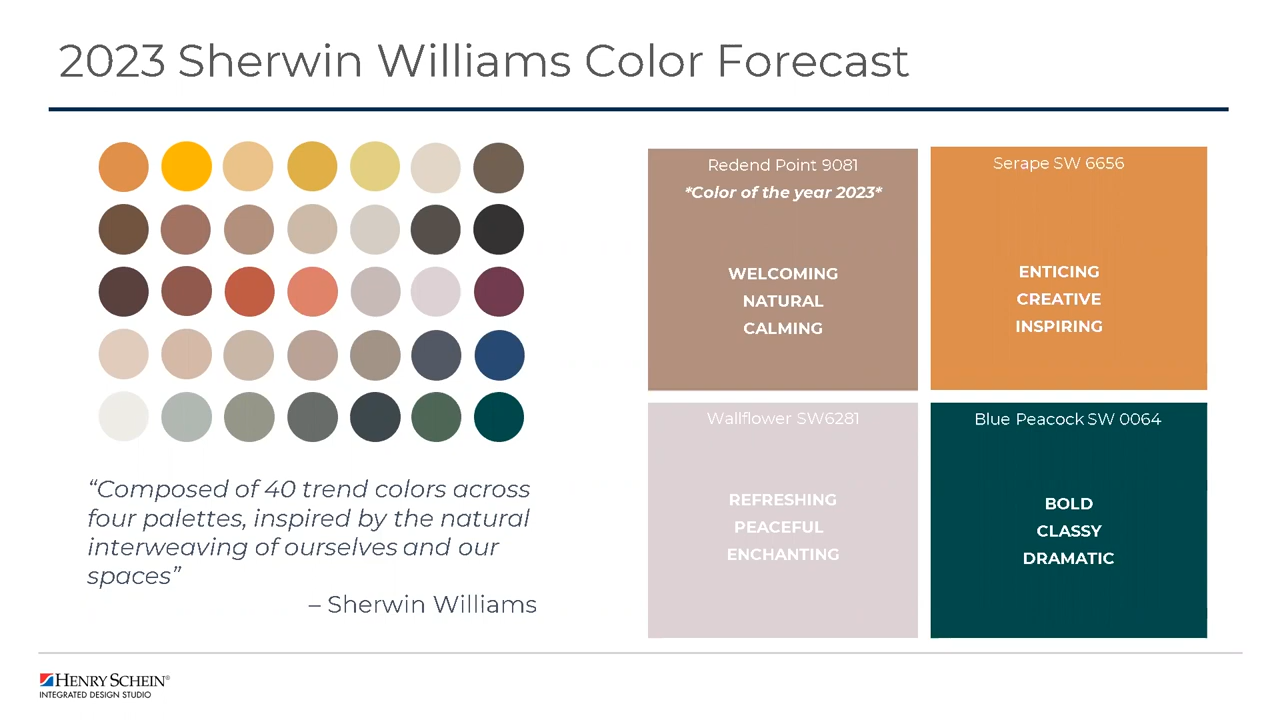 2023 Sherwin Williams Color Forecast
“Composed of 40 trend colors across
four palettes, inspired by the natural
interweaving of ourselves and our
spaces”
– Sherwin Williams
Redend Point 9081
*Color of the year 2023*
WELCOMING
NATURAL
CALMING
Serape SW 6656
ENTICING
CREATIVE
INSPIRING
Wallflower SW6281
REFRESHING
PEACEFUL
ENCHANTING
Blue Peacock SW 0064
BOLD
CLASSY
DRAMATIC
HENRY SCHEIN®
INTEGRATED DESIGN STUDIO